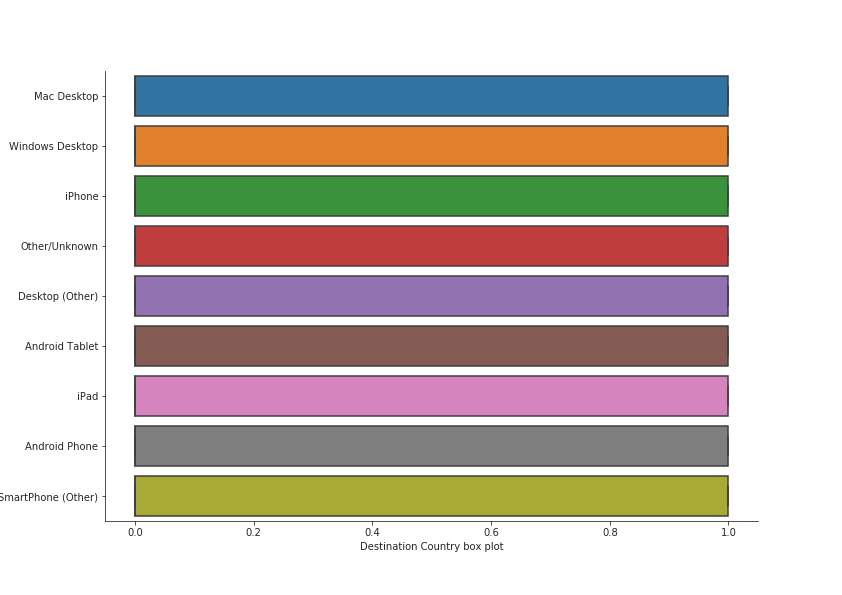 Mac Desktop
Windows Desktop
iPhone
Other/Unknown
Desktop (Other)
Android Tablet
iPad
Android Phone
SmartPhone (Other)
0.0 0.2 0.4 0.6 0.8 1.0
Destination Country box plot